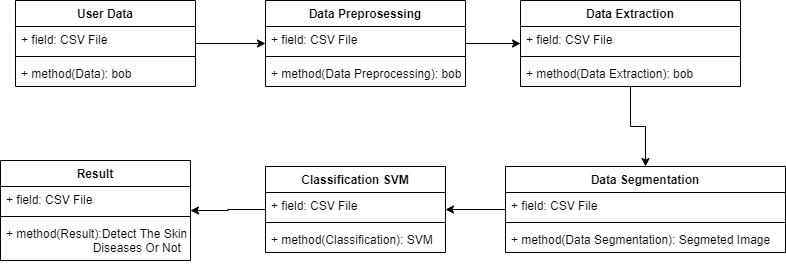 User Data
+ field: CSV File
+ method(Data): bob
Data Preprosessing
+ field: CSV File
+ method(Data Preprocessing): bob
Data Extraction
+ field: CSV File
+ method(Data Extraction): bob
Data Segmentation
+ field: CSV File
+ method(Data Segmentation): Segmeted Image
Classification SVM
+ field: CSV File
+ method(Classification): SVM
Result
+ field: CSV File
+ method(Result):Detect The Skin
Diseases Or Not